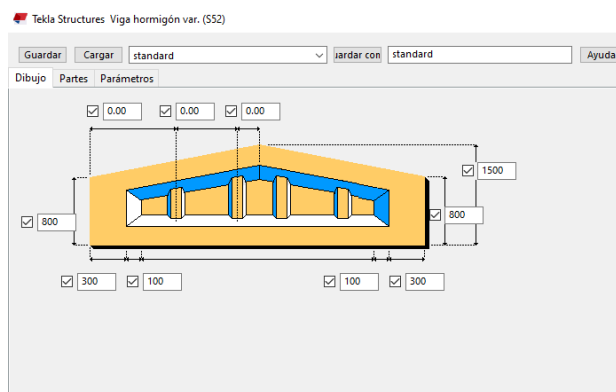 Tekla Structures Viga hormigón var. (S52)
Guardar Cargar standard ıardar con standard Ayuda
Dibujo Partes Parámetros
0.00 0.00 0.00
1500
800 800
300 100 100 300